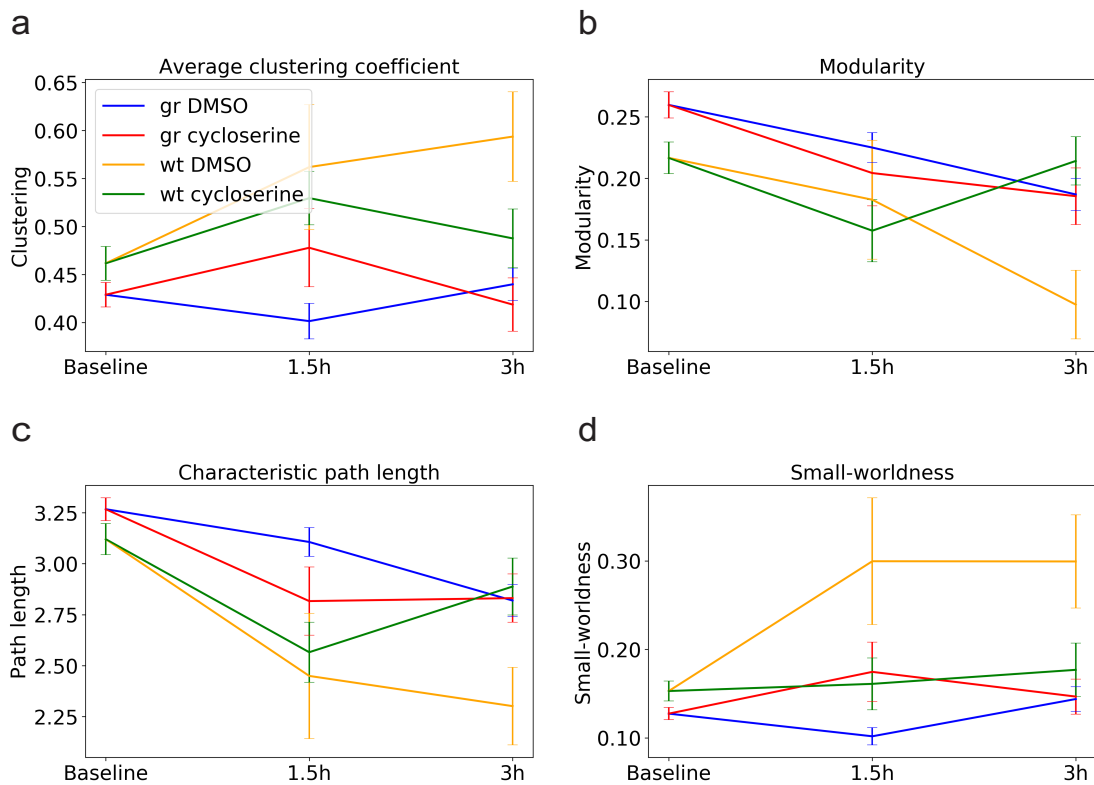 a
Average clustering coefficient
0.65
0.60
0.55
0.50
0.45
0.40
Clustering
gr DMSO
gr cycloserine
wt DMSO
wt cycloserine
Baseline 1.5h 3h
b
Modularity
0.25
0.20
0.15
0.10
Modularity
Baseline 1.5h 3h
c
Characteristic path length
3.25
3.00
2.75
2.50
2.25
Path length
Baseline 1.5h 3h
d
Small-worldness
0.30
0.20
0.10
Small-worldness
Baseline 1.5h 3h